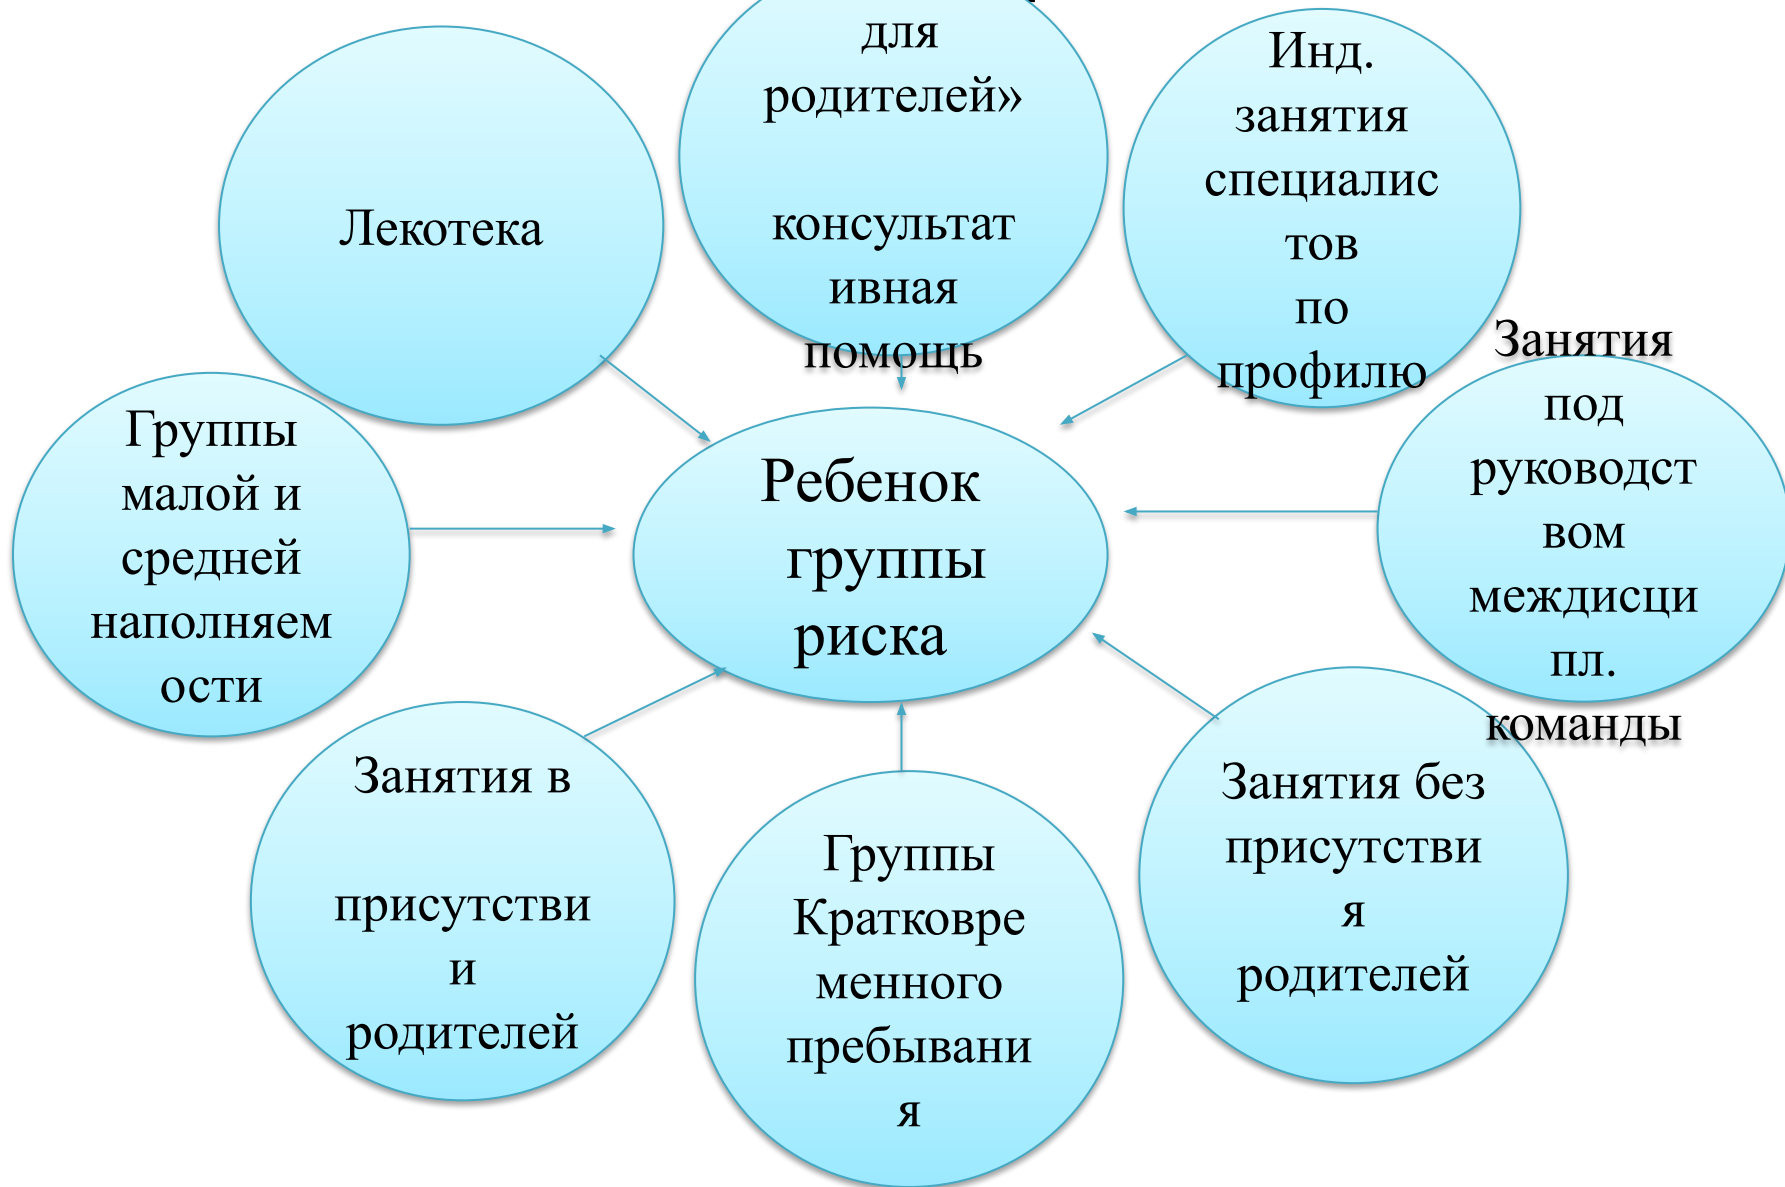 для
родителей»
консультат
ивная
помощь
Инд.
занятия
специалис
тов
по
профилю
Лекотека
Занятия
под
руководст
вом
междисци
пл.
команды
Группы
малой и
средней
наполняем
ости
Ребенок
группы
риска
Занятия в
присутстви
и
родителей
Группы
Кратковре
менного
пребывани
я
Занятия без
присутстви
я
родителей